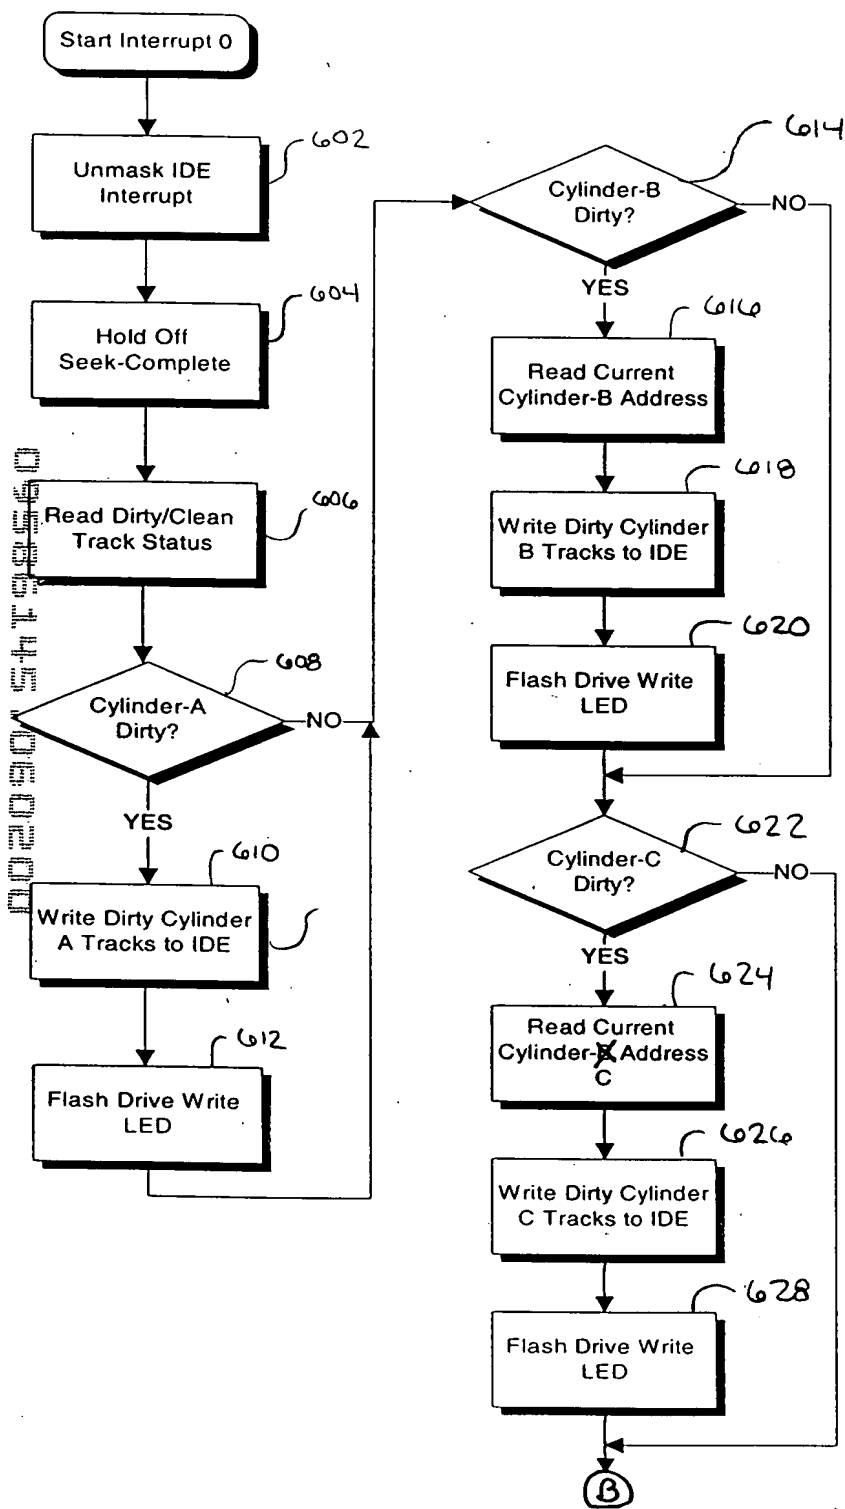 Start Interrupt 0
602
Unmask IDE
Interrupt
604
Hold Off
Seek-Complete
606
Read Dirty/Clean
Track Status
608
Cylinder-A
Dirty?
NO
YES
610
Write Dirty Cylinder
A Tracks to IDE
612
Flash Drive Write
LED
614
Cylinder-B
Dirty?
NO
YES
616
Read Current
Cylinder-B Address
618
Write Dirty Cylinder
B Tracks to IDE
620
Flash Drive Write
LED
622
Cylinder-C
Dirty?
NO
YES
624
Read Current
Cylinder-B Address
C
626
Write Dirty Cylinder
C Tracks to IDE
628
Flash Drive Write
LED
B
09586145 060200